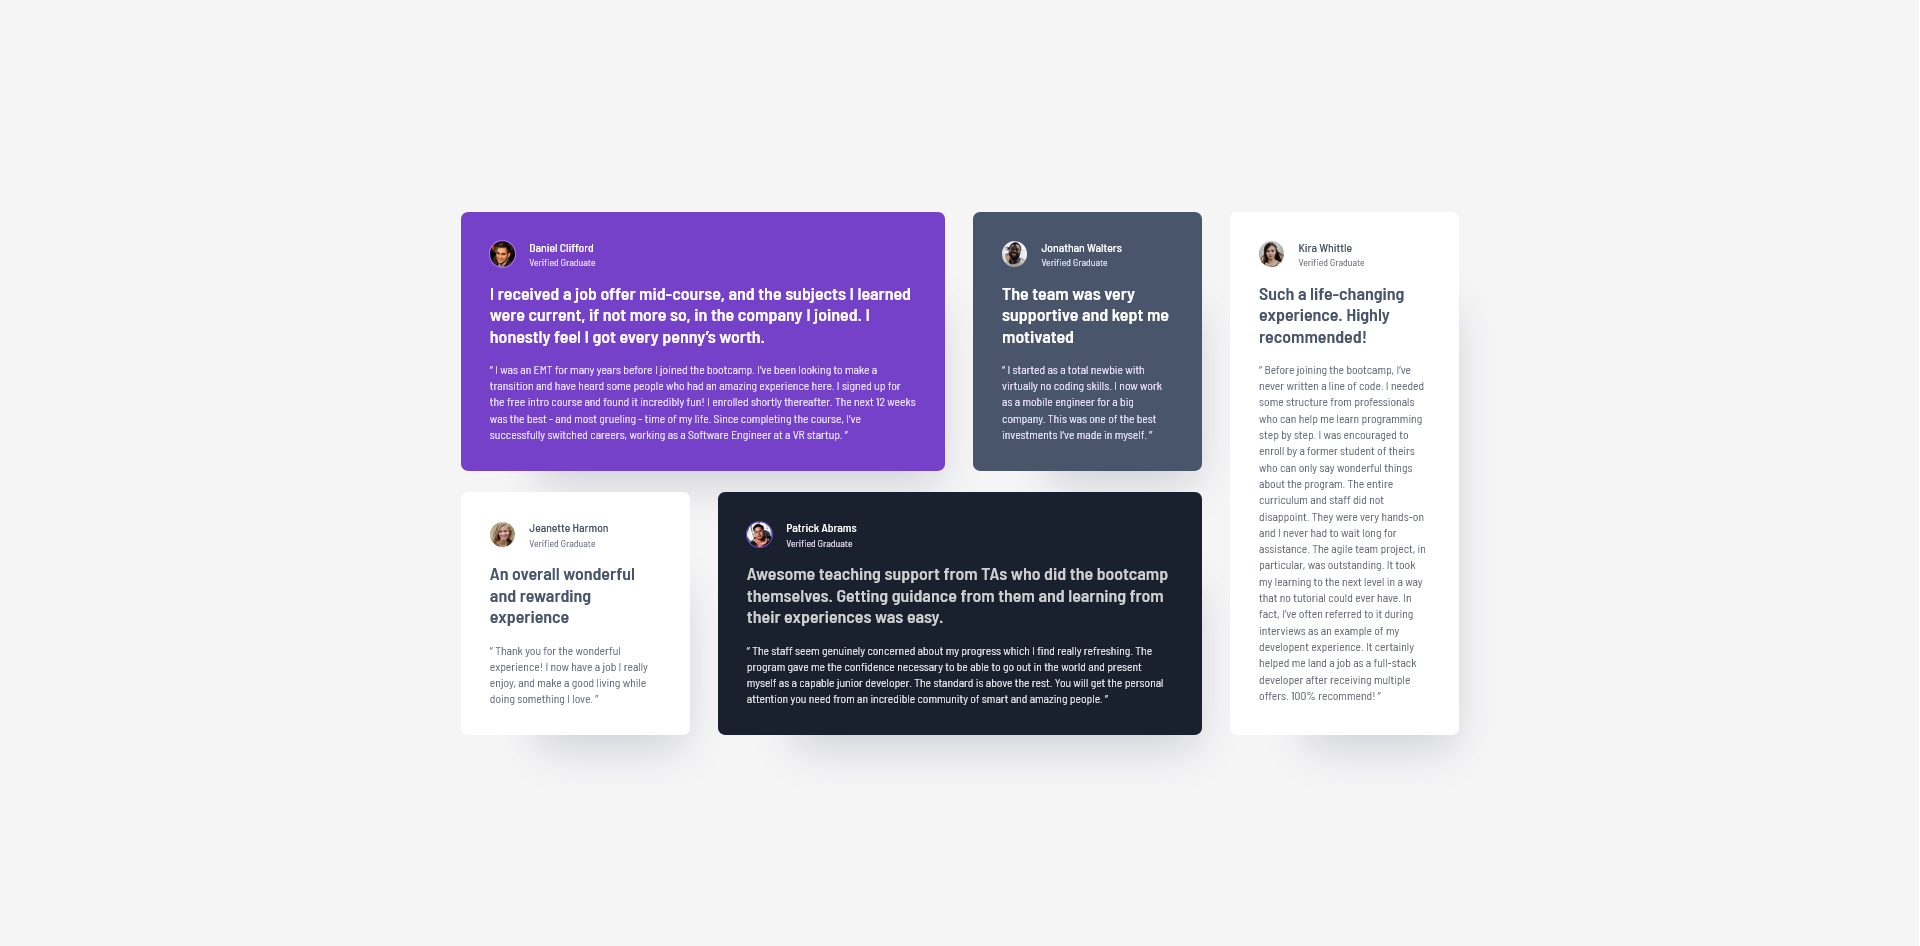 Daniel Clifford
Verified Graduate
I received a job offer mid-course, and the subjects I learned
were current, if not more so, in the company I joined. I
honestly feel I got every penny’s worth.
“ I was an EMT for many years before I joined the bootcamp. I’ve been looking to make a
transition and have heard some people who had an amazing experience here. I signed up for
the free intro course and found it incredibly fun! I enrolled shortly thereafter. The next 12 weeks
was the best - and most grueling - time of my life. Since completing the course, I’ve
successfully switched careers, working as a Software Engineer at a VR startup. ”
Jonathan Walters
Verified Graduate
The team was very
supportive and kept me
motivated
“ I started as a total newbie with
virtually no coding skills. I now work
as a mobile engineer for a big
company. This was one of the best
investments I’ve made in myself. ”
Kira Whittle
Verified Graduate
Such a life-changing
experience. Highly
recommended!
“ Before joining the bootcamp, I’ve
never written a line of code. I needed
some structure from professionals
who can help me learn programming
step by step. I was encouraged to
enroll by a former student of theirs
who can only say wonderful things
about the program. The entire
curriculum and staff did not
disappoint. They were very hands-on
and I never had to wait long for
assistance. The agile team project, in
particular, was outstanding. It took
my learning to the next level in a way
that no tutorial could ever have. In
fact, I’ve often referred to it during
interviews as an example of my
developent experience. It certainly
helped me land a job as a full-stack
developer after receiving multiple
offers. 100% recommend! ”
Jeanette Harmon
Verified Graduate
An overall wonderful
and rewarding
experience
“ Thank you for the wonderful
experience! I now have a job I really
enjoy, and make a good living while
doing something I love. ”
Patrick Abrams
Verified Graduate
Awesome teaching support from TAs who did the bootcamp
themselves. Getting guidance from them and learning from
their experiences was easy.
“ The staff seem genuinely concerned about my progress which I find really refreshing. The
program gave me the confidence necessary to be able to go out in the world and present
myself as a capable junior developer. The standard is above the rest. You will get the personal
attention you need from an incredible community of smart and amazing people. ”